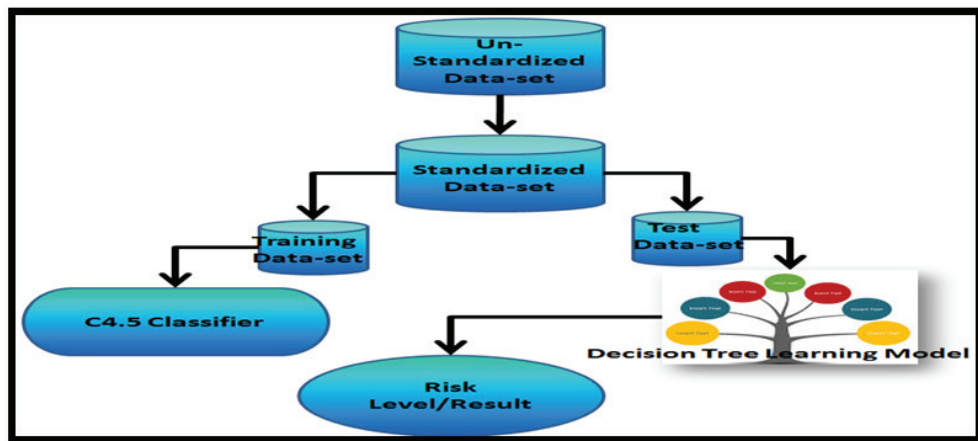 Un-
Standardized
Data-set
Standardized
Data-set
Training
Data-set
Test
Data-set
C4.5 Classifier
Decision Tree Learning Model
Risk
Level/Result